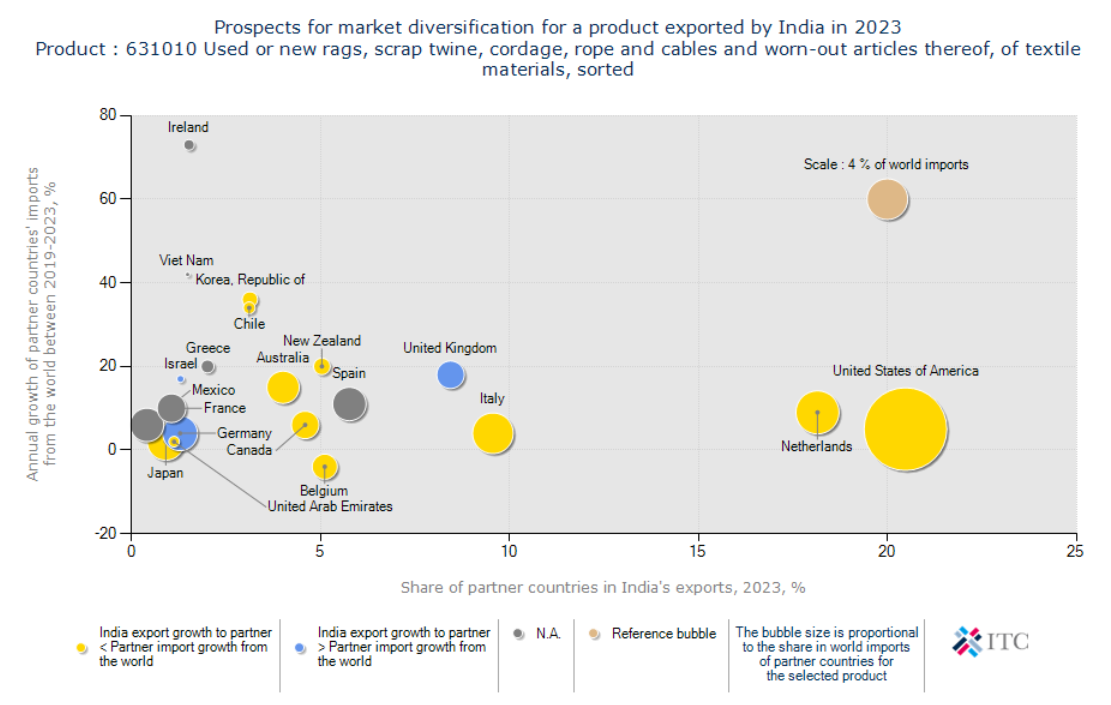 Prospects for market diversification for a product exported by India in 2023
Product : 631010 Used or new rags, scrap twine, cordage, rope and cables and worn-out articles thereof, of textile
materials, sorted
Annual growth of partner countries' imports
from the world between 2019-2023, %
80
60
40
20
0
-20
Ireland
Scale : 4 % of world imports
Viet Nam
Korea, Republic of
Chile
New Zealand
Greece
Australia
United Kingdom
Israel
Spain
United States of America
Mexico
Italy
France
Germany
Canada
Netherlands
Japan
Belgium
United Arab Emirates
0
5
10
15
20
25
Share of partner countries in India's exports, 2023, %
India export growth to partner
< Partner import growth from
the world
India export growth to partner
> Partner import growth from
the world
N.A.
Reference bubble
The bubble size is proportional
to the share in world imports
of partner countries for
the selected product
ITC